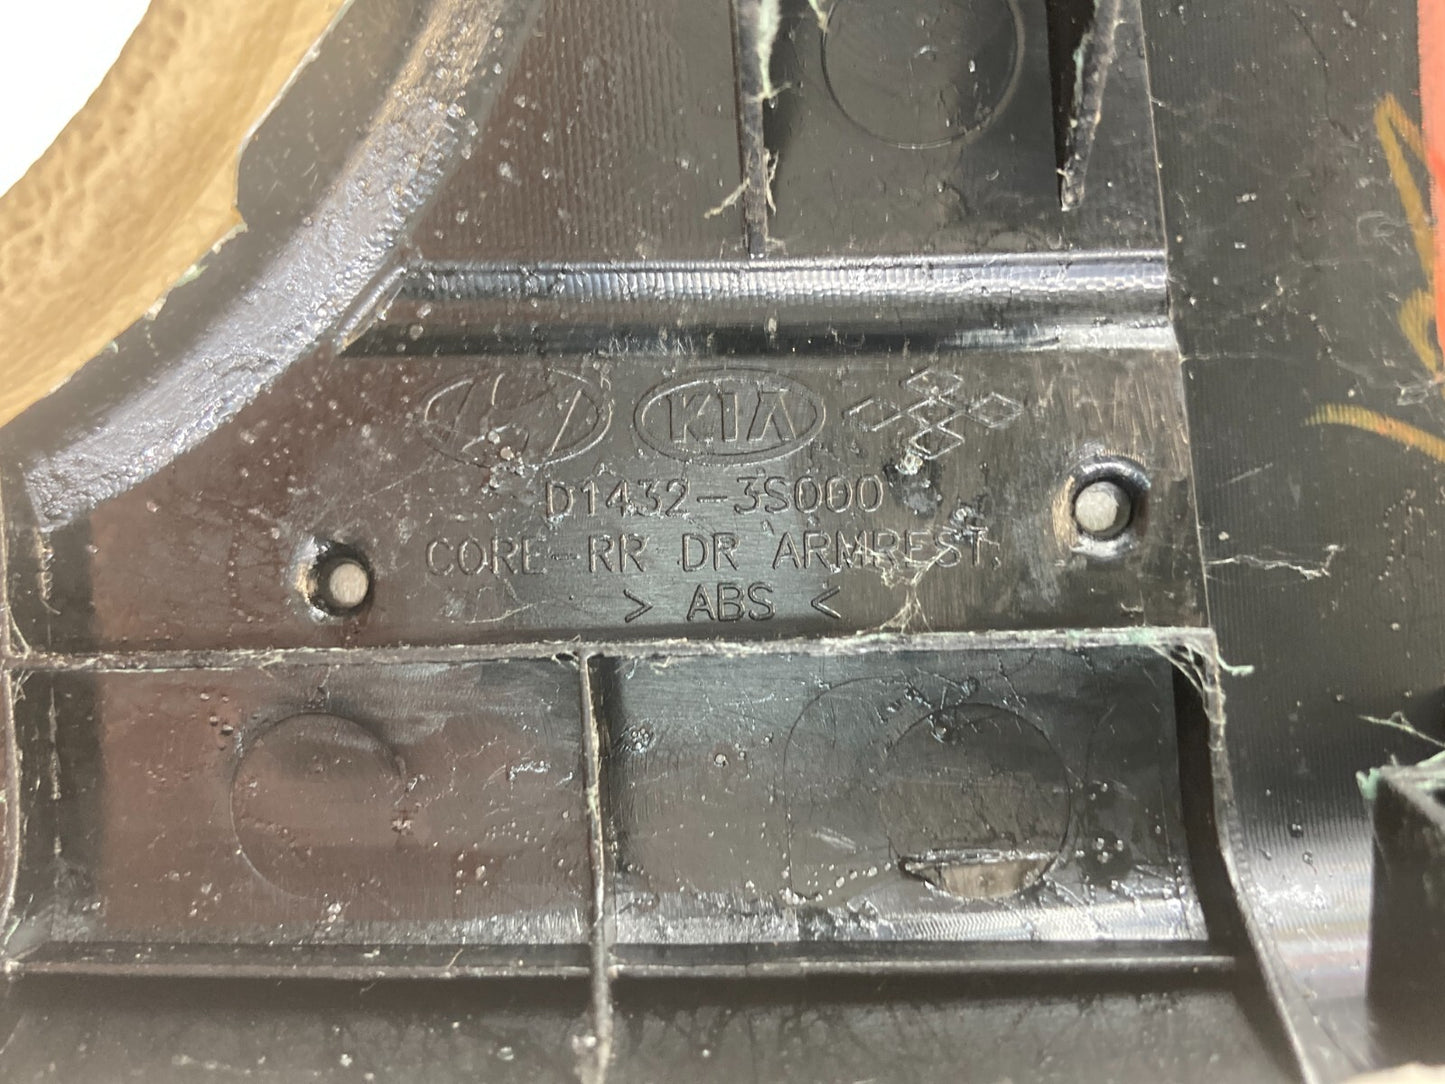 KIA
D1432-3S000
CORE-RR DR ARMREST.
> ABS <